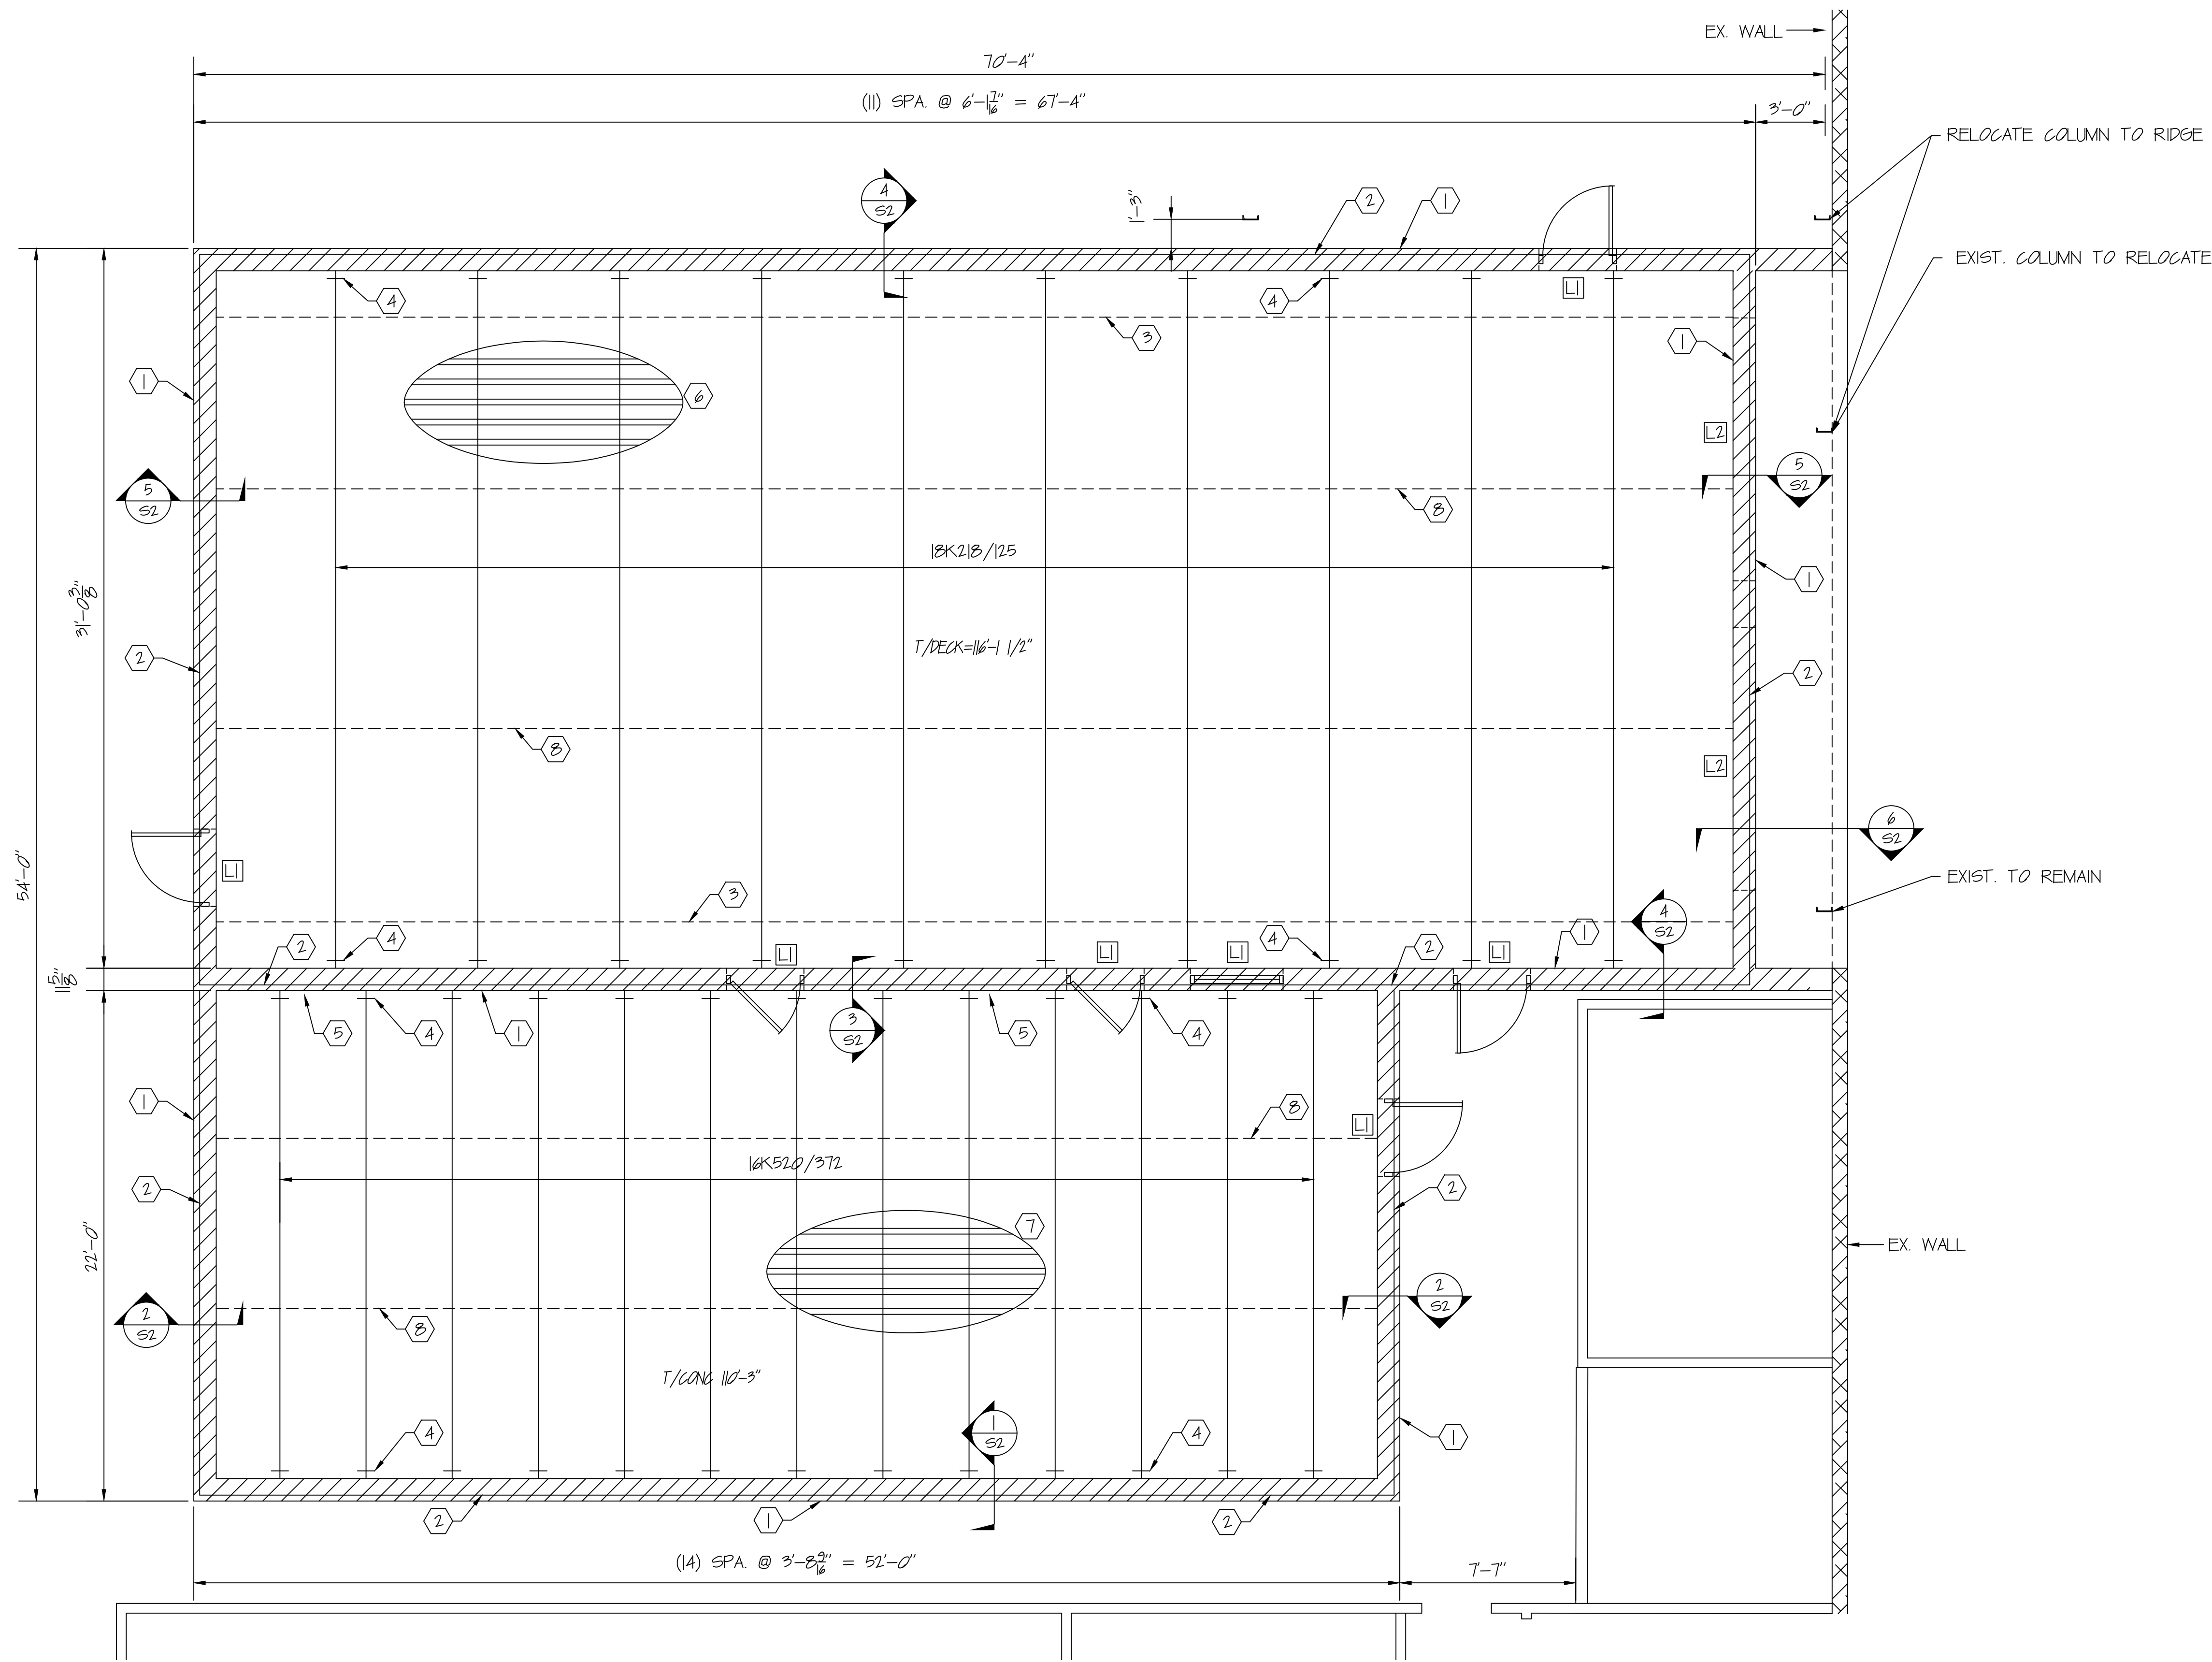 EX. WALL
70'-4"
(11) SPA. @ 6'-1 7/16" = 67'-4"
3'-0"
RELOCATE COLUMN TO RIDGE
4
S2
1'-3"
2
1
EXIST. COLUMN TO RELOCATE
4
4
L1
3
1
1
6
L2
5
S2
5
S2
8
18K218/125
1
31'-0 3/8"
T/DECK=116'-1 1/2"
2
2
8
L2
6
S2
54'-0"
L1
EXIST. TO REMAIN
3
4
S2
2
4
L1
L1
L1
4
2
L1
1
11 5/8"
5
4
1
3
S2
5
4
1
8
L1
16K520/372
2
2
7
22'-0"
EX. WALL
2
S2
2
S2
8
T/CONC 110'-3"
4
1
S2
4
1
2
1
2
(14) SPA. @ 3'-8 9/16" = 52'-0"
7'-7"